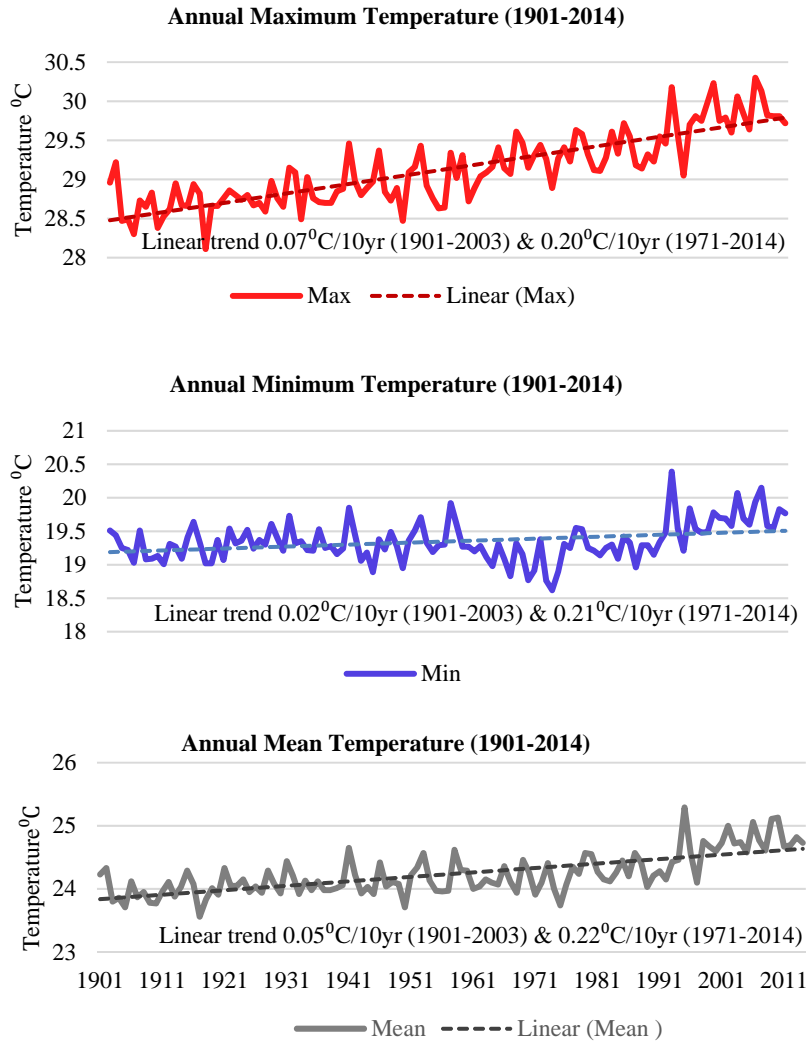 Annual Maximum Temperature (1901-2014)
30.5
30
29.5
29
28.5
28
Temperature ⁰C
Linear trend 0.07⁰C/10yr (1901-2003) & 0.20⁰C/10yr (1971-2014)
Max Linear (Max)
Annual Minimum Temperature (1901-2014)
21
20.5
20
19.5
19
18.5
18
Temperature ⁰C
Linear trend 0.02⁰C/10yr (1901-2003) & 0.21⁰C/10yr (1971-2014)
Min
Annual Mean Temperature (1901-2014)
26
25
24
23
Temperature⁰C
Linear trend 0.05⁰C/10yr (1901-2003) & 0.22⁰C/10yr (1971-2014)
1901 1911 1921 1931 1941 1951 1961 1971 1981 1991 2001 2011
Mean Linear (Mean )